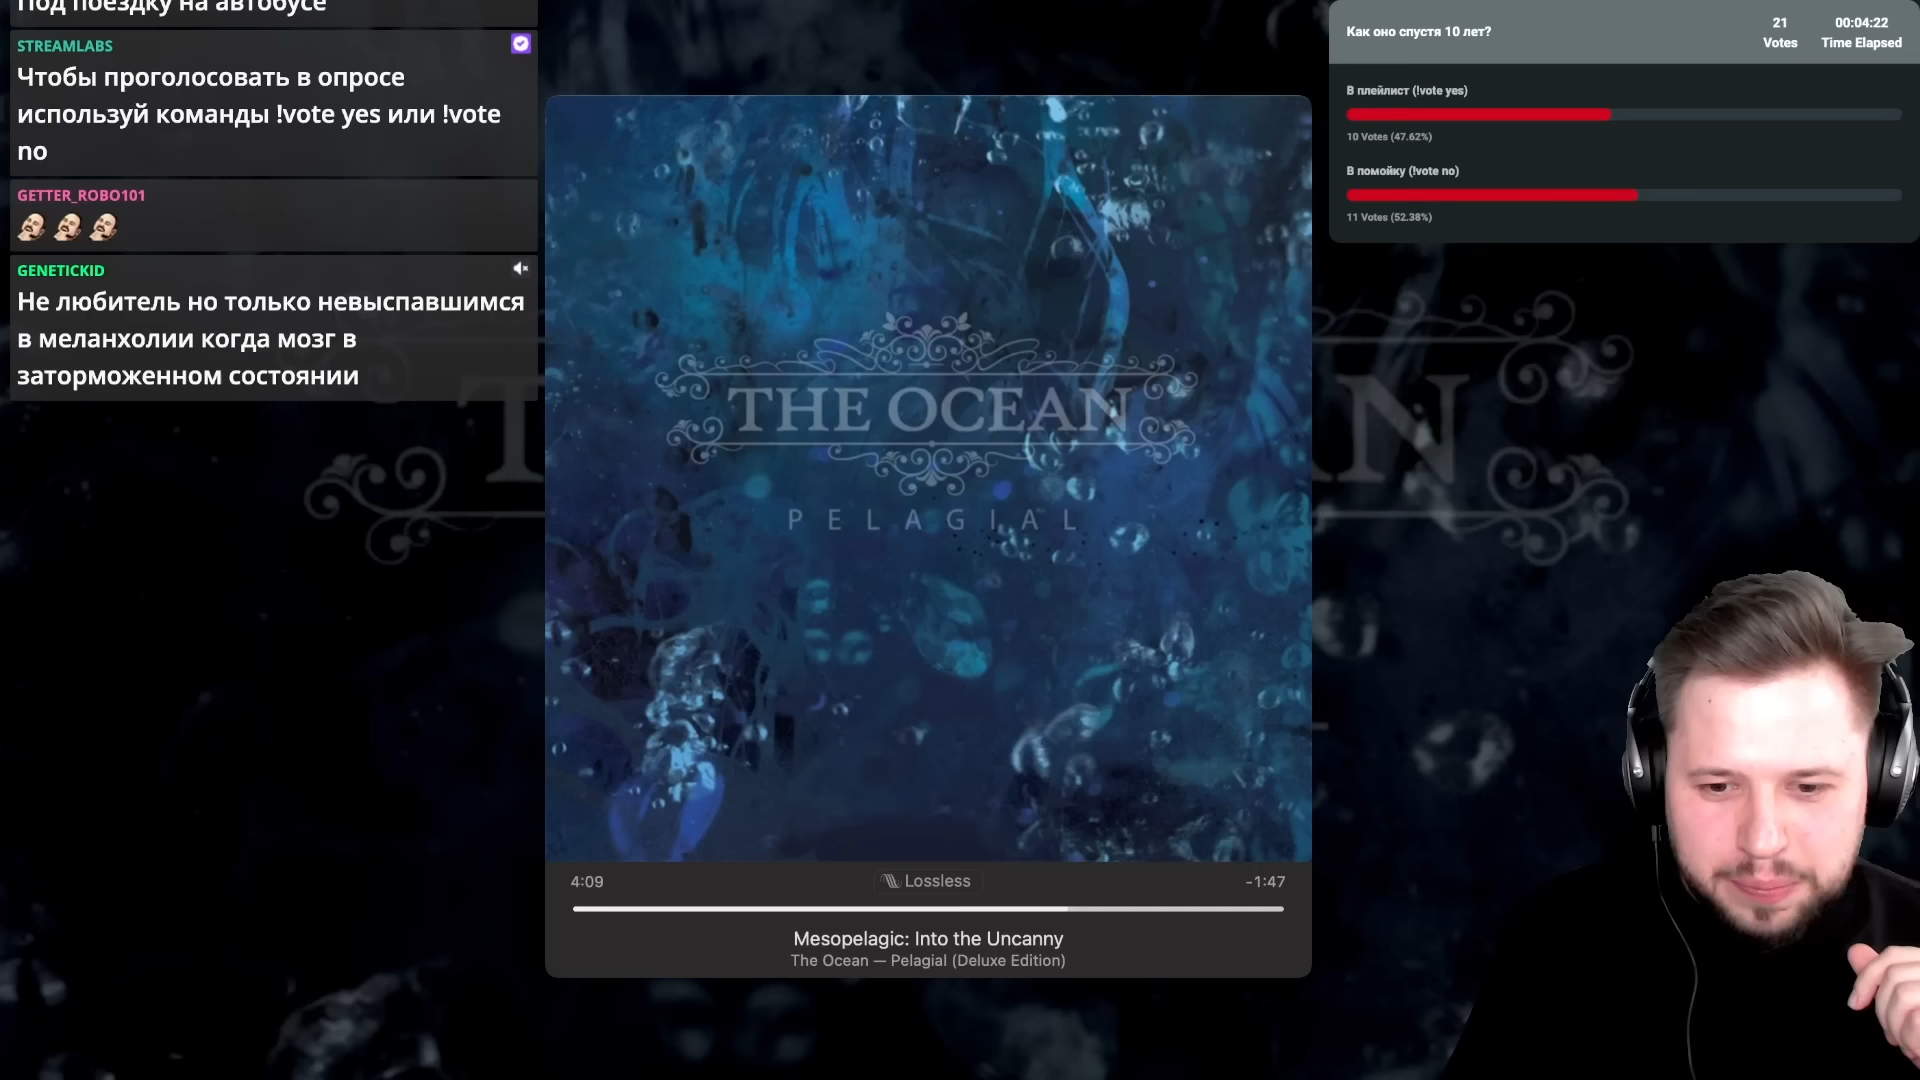 Под поездку на автобусе
STREAMLABS
Чтобы проголосовать в опросе
используй команды !vote yes или !vote
no
GETTER_ROBO101
GENETICKID
Не любитель но только невыспавшимся
в меланхолии когда мозг в
заторможенном состоянии
THE OCEAN
PELAGIAL
4:09
Lossless
-1:47
Mesopelagic: Into the Uncanny
The Ocean — Pelagial (Deluxe Edition)
Как оно спустя 10 лет?
21
Votes
00:04:22
Time Elapsed
В плейлист (!vote yes)
10 Votes (47.62%)
В помойку (!vote no)
11 Votes (52.38%)